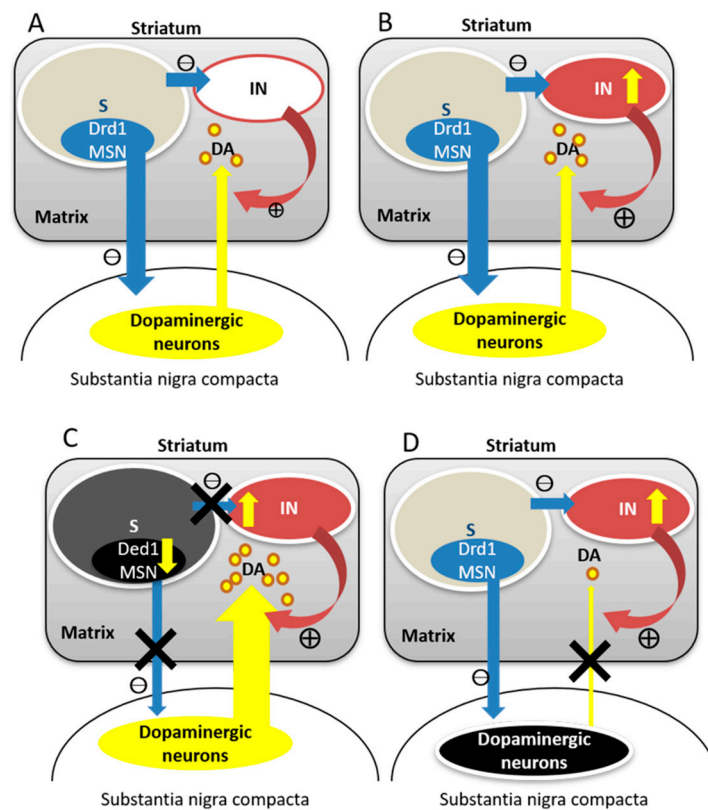 A
Striatum
⊖
IN
S
Drd1
MSN
DA
⊕
Matrix
⊖
Dopaminergic
neurons
Substantia nigra compacta
B
Striatum
⊖
IN
S
Drd1
MSN
DA
⊕
Matrix
⊖
Dopaminergic
neurons
Substantia nigra compacta
C
Striatum
⊖
IN
S
Ded1
MSN
DA
⊕
Matrix
⊖
Dopaminergic
neurons
Substantia nigra compacta
D
Striatum
⊖
IN
S
Drd1
MSN
DA
⊕
Matrix
⊖
Dopaminergic
neurons
Substantia nigra compacta